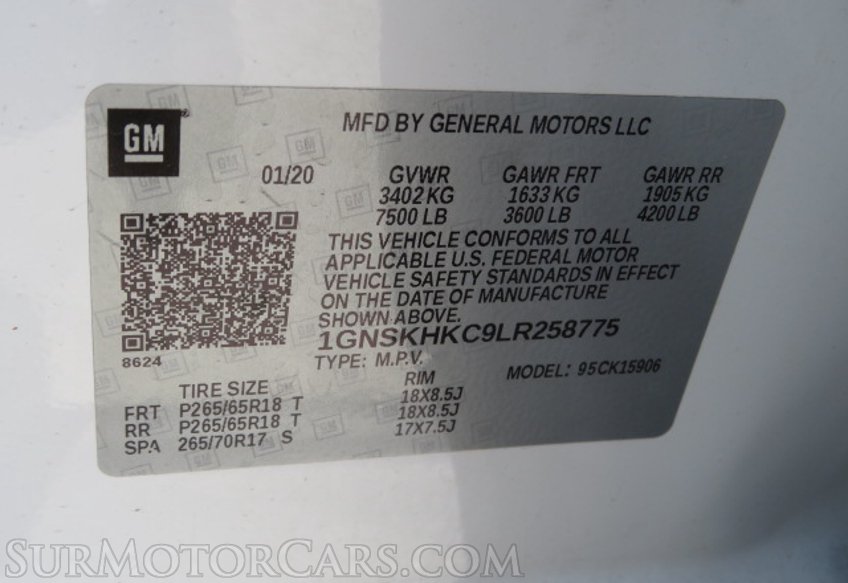 GM
MFD BY GENERAL MOTORS LLC
01/20 GVWR GAWR FRT GAWR RR
3402 KG 1633 KG 1905 KG
7500 LB 3600 LB 4200 LB
THIS VEHICLE CONFORMS TO ALL
APPLICABLE U.S. FEDERAL MOTOR
VEHICLE SAFETY STANDARDS IN EFFECT
ON THE DATE OF MANUFACTURE
SHOWN ABOVE.
1GNSKHKC9LR258775
8624
TYPE: M.P.V. MODEL: 95CK15906
TIRE SIZE RIM
FRT P265/65R18 T 18X8.5J
RR P265/65R18 T 18X8.5J
SPA 265/70R17 S 17X7.5J
SURMOTORCARS.COM